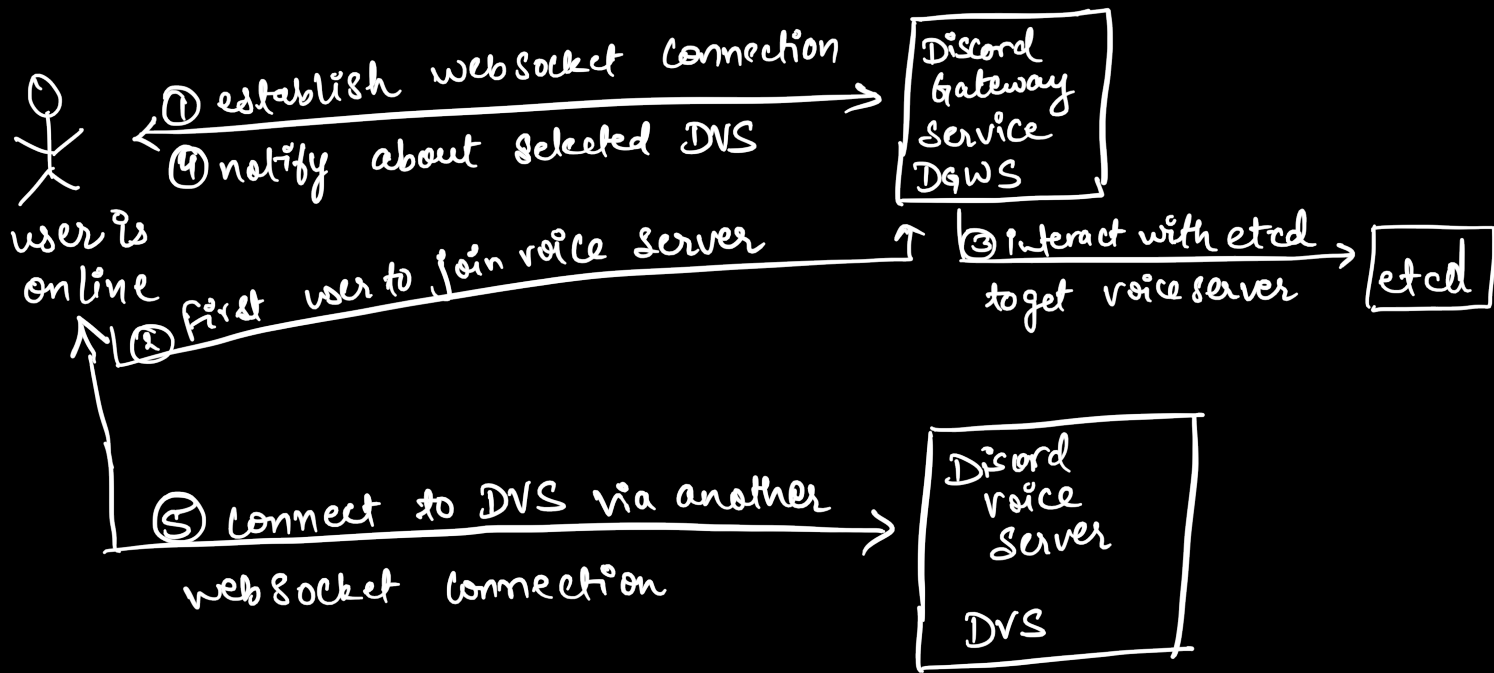 ① establish websocket connection
④ notify about selected DVS
Discord
Gateway
Service
DGWS
user is
online
② first user to join voice server
③ interact with etcd
to get voice server
etcd
⑤ connect to DVS via another
websocket connection
Disord
voice
server
DVS